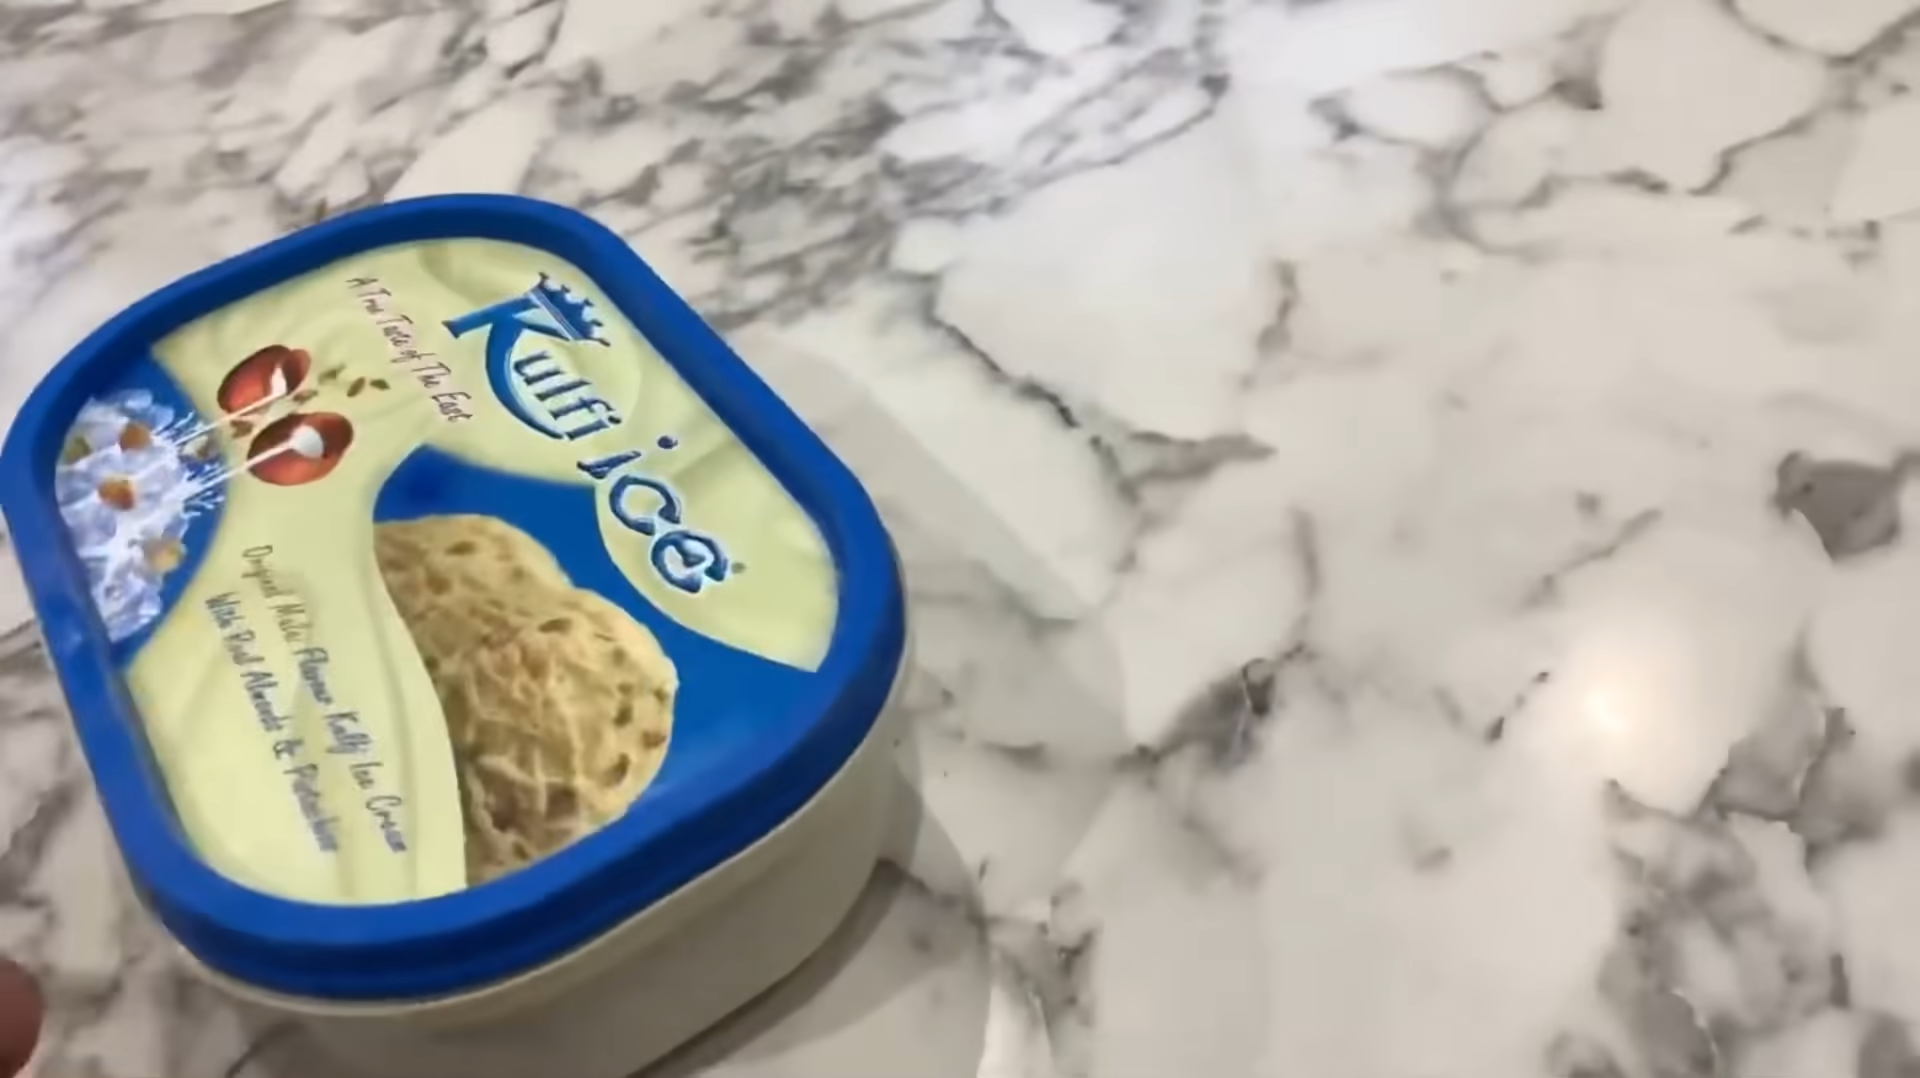 Kulfi ice
A True Taste of The East
Original Malai Flavour Kulfi Ice Cream
With Real Almonds & Pistachios